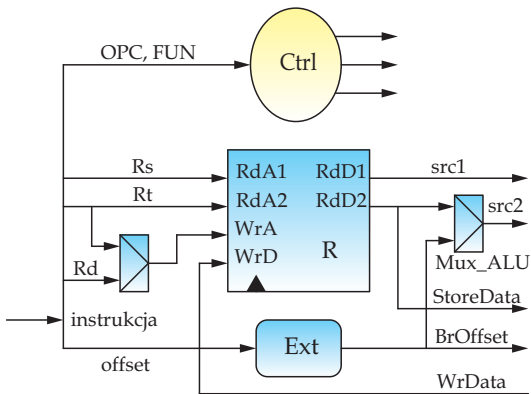 OPC, FUN
Ctrl
Rs
RdA1
RdD1
src1
Rt
RdA2
RdD2
src2
WrA
Rd
WrD
R
Mux_ALU
StoreData
instrukcja
offset
Ext
BrOffset
WrData